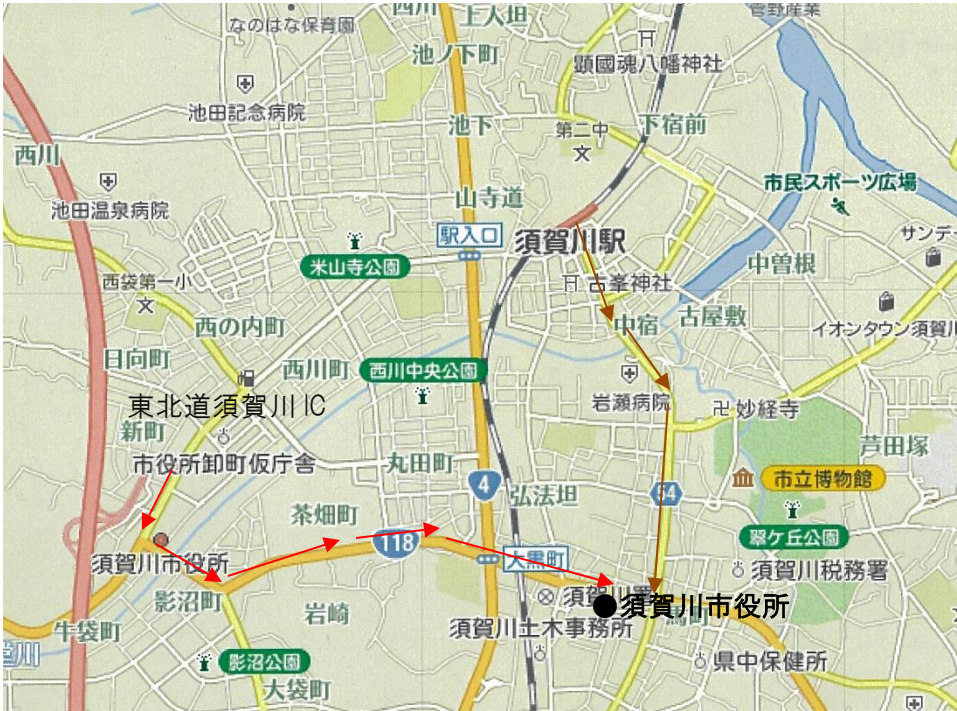 なのはな保育園
西川
上人坦
菅野産業
池ノ下町
顕國魂八幡神社
池田記念病院
池下
第二中
下宿前
西川
市民スポーツ広場
池田温泉病院
山寺道
駅入口
須賀川駅
サンデー
米山寺公園
中曽根
西袋第一小
古峯神社
西の内町
中宿
古屋敷
イオンタウン須賀川
日向町
西川町
西川中央公園
東北道須賀川IC
岩瀬病院
妙経寺
新町
芦田塚
市役所卸町仮庁舎
丸田町
市立博物館
4
弘法坦
54
茶畑町
118
翠ケ丘公園
大黒町
須賀川市役所
須賀川税務署
影沼町
岩崎
須賀川署
須賀川市役所
牛袋町
須賀川土木事務所
馬町
影沼公園
県中保健所
大袋町